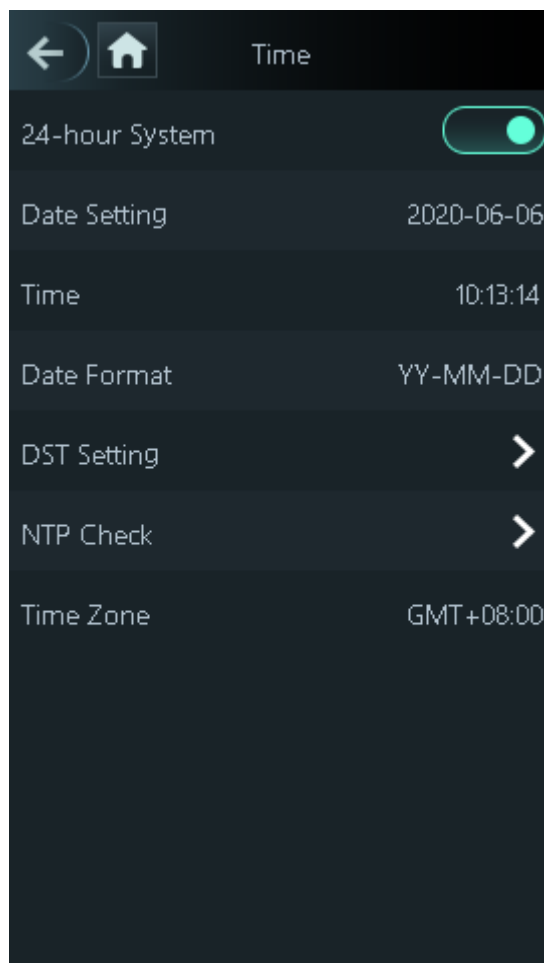 Time
24-hour System
Date Setting 2020-06-06
Time 10:13:14
Date Format YY-MM-DD
DST Setting
NTP Check
Time Zone GMT+08:00